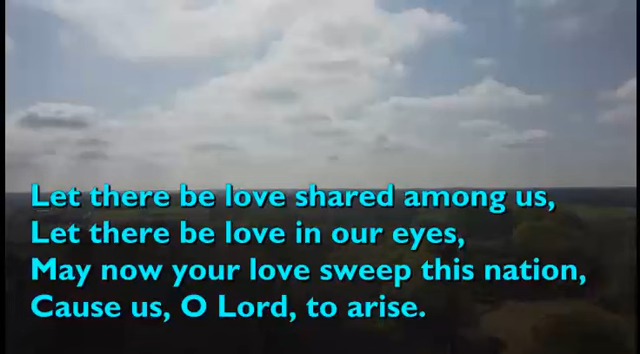 Let there be love shared among us,
Let there be love in our eyes,
May now your love sweep this nation,
Cause us, O Lord, to arise.